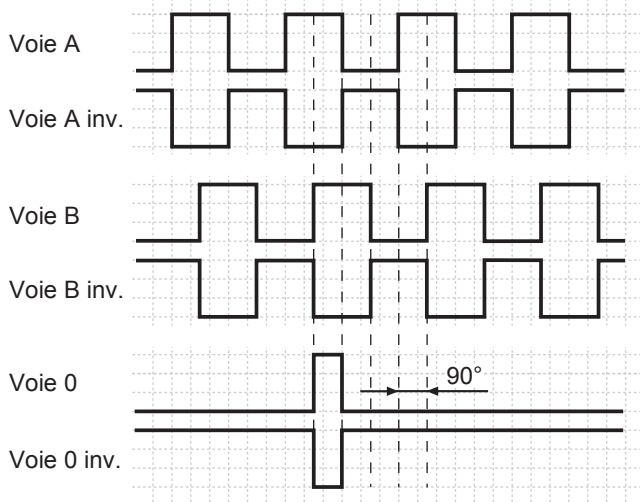 Voie A
Voie A inv.
Voie B
Voie B inv.
Voie 0
90°
Voie 0 inv.